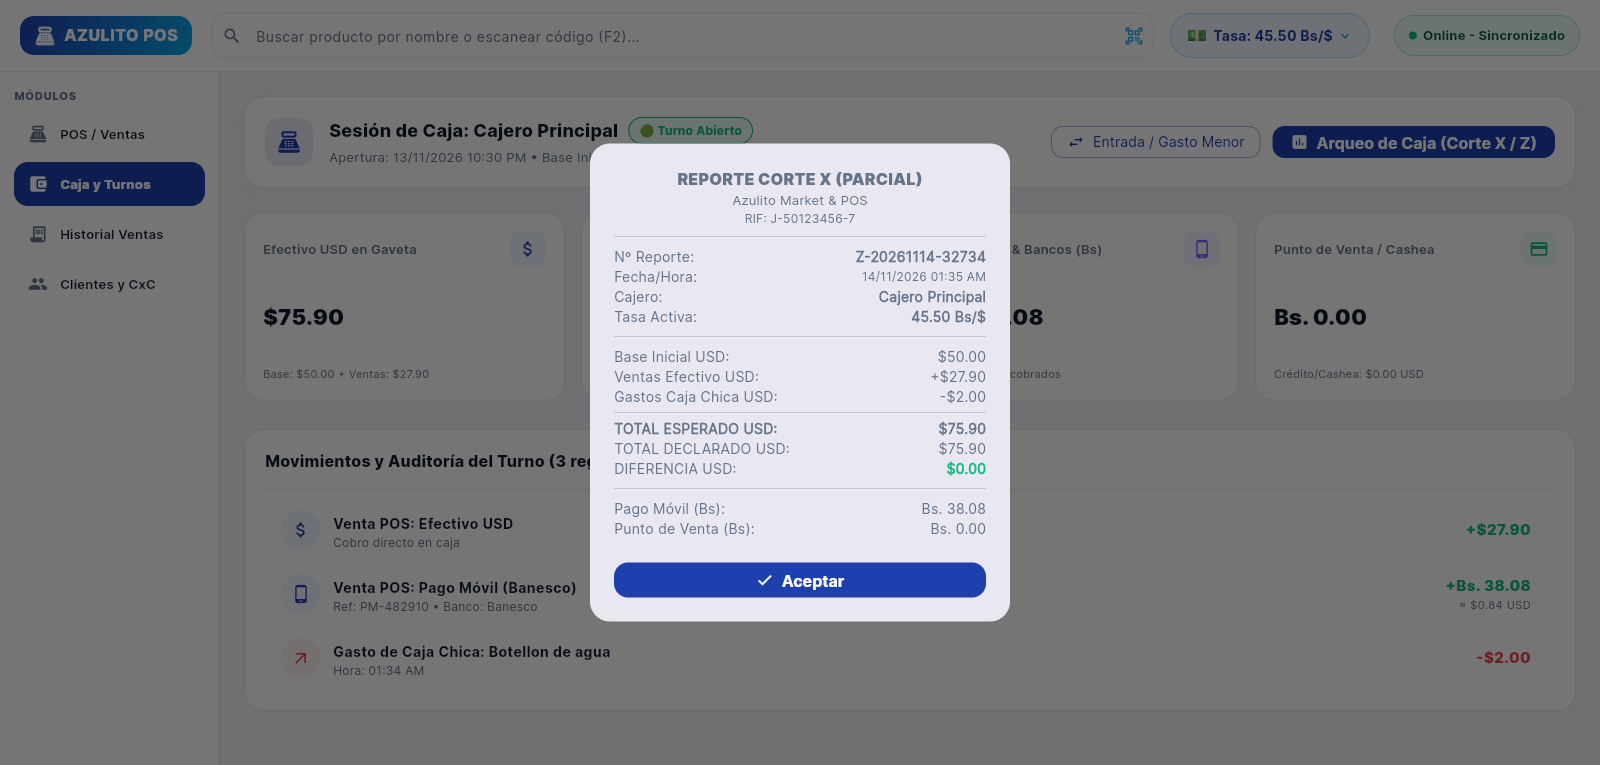 AZULITO POS
Buscar producto por nombre o escanear código (F2)...
Tasa: 45.50 Bs/$
Online - Sincronizado
MÓDULOS
POS / Ventas
Caja y Turnos
Historial Ventas
Clientes y CxC
Sesión de Caja: Cajero Principal
Turno Abierto
Apertura: 13/11/2026 10:30 PM • Base
Entrada / Gasto Menor
Arqueo de Caja (Corte X / Z)
Efectivo USD en Gaveta
$75.90
Base: $50.00 + Ventas: $27.90
& Bancos (Bs)
.08
cobrados
Punto de Venta / Cashea
Bs. 0.00
Crédito/Cashea: $0.00 USD
REPORTE CORTE X (PARCIAL)
Azulito Market & POS
RIF: J-50123456-7
Nº Reporte: Z-20261114-32734
Fecha/Hora: 14/11/2026 01:35 AM
Cajero: Cajero Principal
Tasa Activa: 45.50 Bs/$
Base Inicial USD: $50.00
Ventas Efectivo USD: +$27.90
Gastos Caja Chica USD: -$2.00
TOTAL ESPERADO USD: $75.90
TOTAL DECLARADO USD: $75.90
DIFERENCIA USD: $0.00
Pago Móvil (Bs): Bs. 38.08
Punto de Venta (Bs): Bs. 0.00
Aceptar
Movimientos y Auditoría del Turno (3
Venta POS: Efectivo USD
Cobro directo en caja
+$27.90
Venta POS: Pago Móvil (Banesco)
Ref: PM-482910 • Banco: Banesco
+Bs. 38.08
≈ $0.84 USD
Gasto de Caja Chica: Botellon de agua
Hora: 01:34 AM
-$2.00